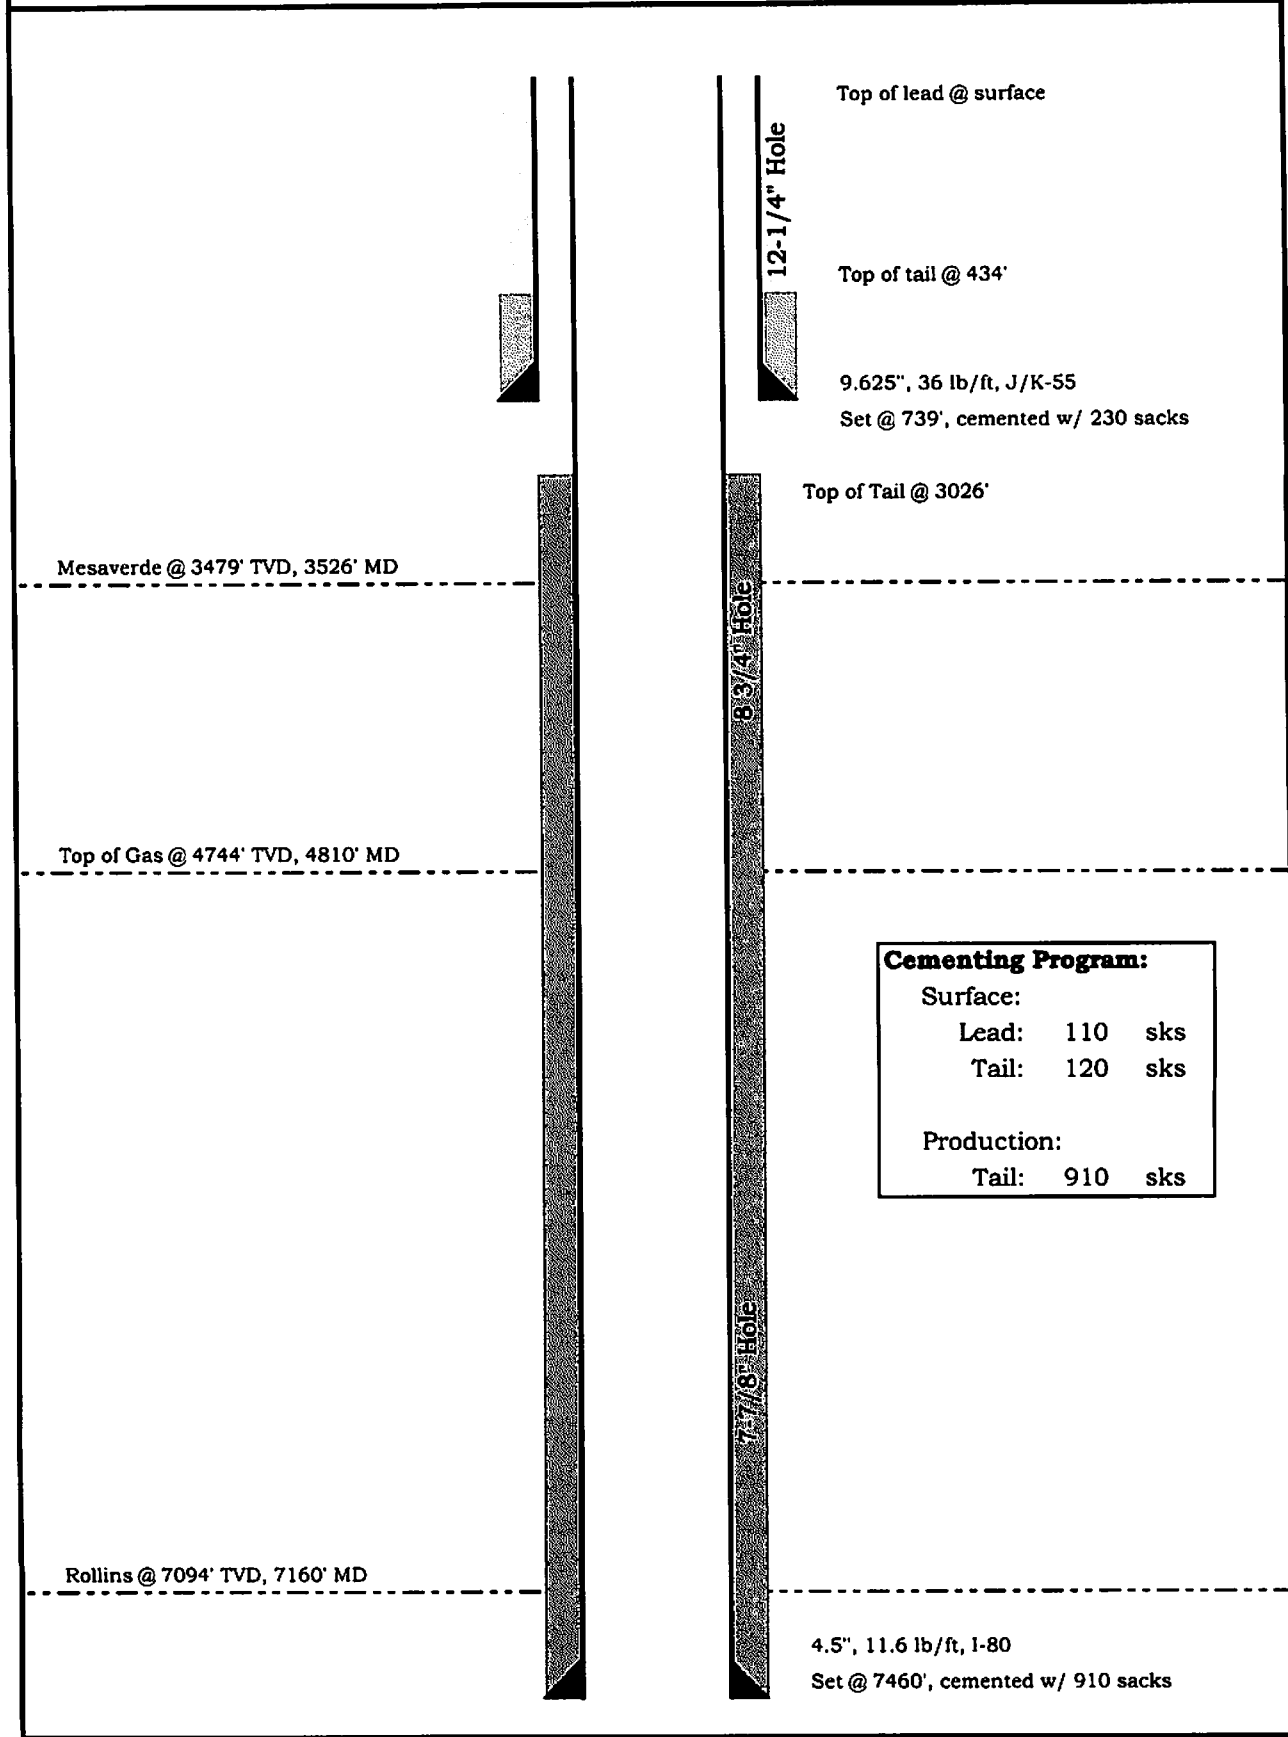 Top of lead @ surface
12-1/4" Hole
Top of tail @ 434'
9.625", 36 lb/ft, J/K-55
Set @ 739', cemented w/ 230 sacks
Top of Tail @ 3026'
Mesaverde @ 3479' TVD, 3526' MD
8 3/4" Hole
Top of Gas @ 4744' TVD, 4810' MD
Cementing Program:
Surface:
Lead: 110 sks
Tail: 120 sks
Production:
Tail: 910 sks
7-7/8" Hole
Rollins @ 7094' TVD, 7160' MD
4.5", 11.6 lb/ft, I-80
Set @ 7460', cemented w/ 910 sacks